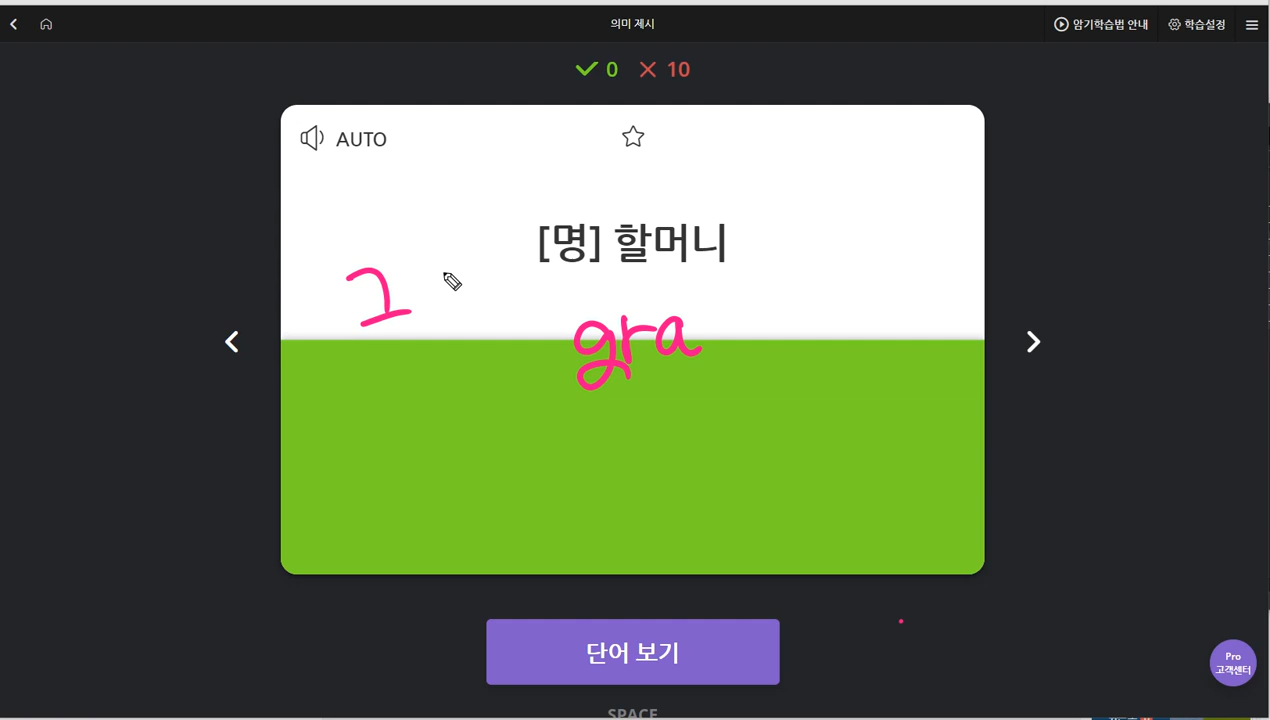 의미 제시
암기학습법 안내
학습설정
0
10
AUTO
[명] 할머니
그
gra
단어 보기
Pro
고객센터
SPACE